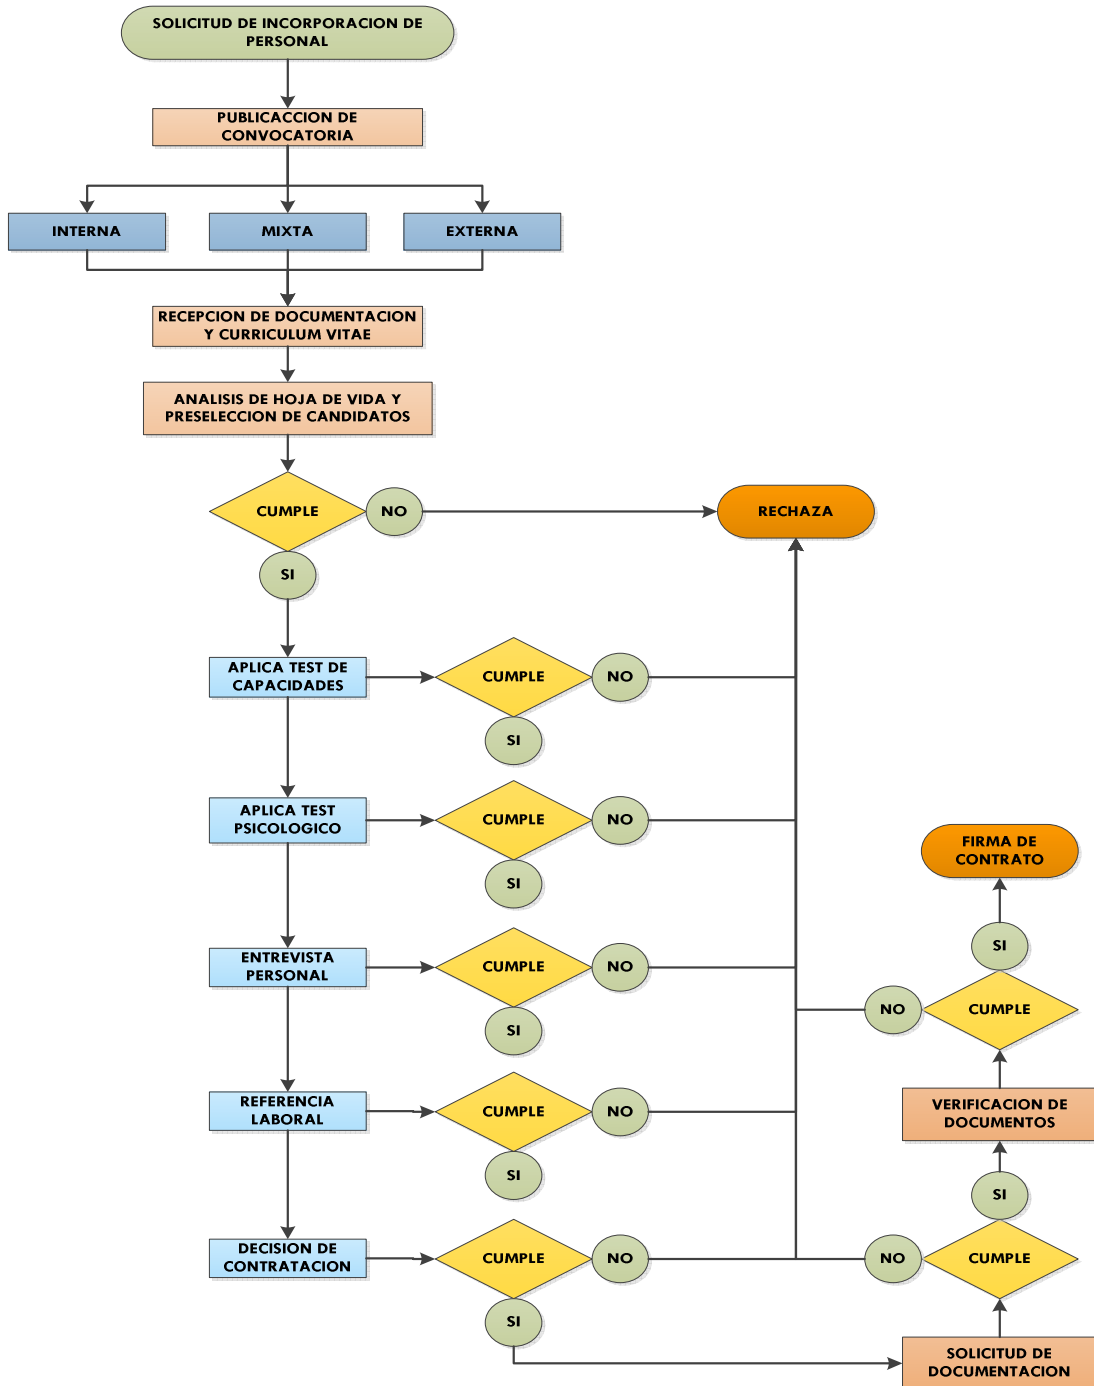 SOLICITUD DE INCORPORACION DE
PERSONAL
PUBLICACCION DE
CONVOCATORIA
INTERNA
MIXTA
EXTERNA
RECEPCION DE DOCUMENTACION
Y CURRICULUM VITAE
ANALISIS DE HOJA DE VIDA Y
PRESELECCION DE CANDIDATOS
CUMPLE
NO
RECHAZA
SI
APLICA TEST DE
CAPACIDADES
CUMPLE
NO
SI
APLICA TEST
PSICOLOGICO
CUMPLE
NO
SI
ENTREVISTA
PERSONAL
CUMPLE
NO
SI
REFERENCIA
LABORAL
CUMPLE
NO
SI
DECISION DE
CONTRATACION
CUMPLE
NO
SI
SOLICITUD DE
DOCUMENTACION
CUMPLE
NO
SI
VERIFICACION DE
DOCUMENTOS
CUMPLE
NO
SI
FIRMA DE
CONTRATO